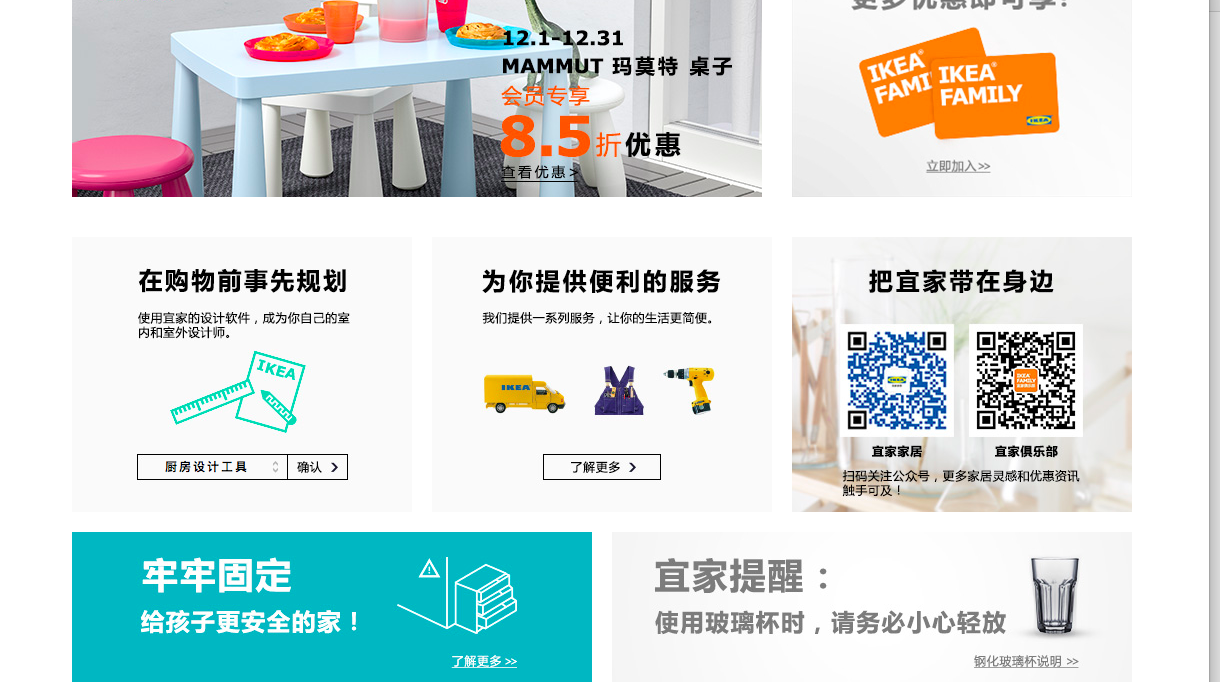 更多优惠即可享！
12.1-12.31
MAMMUT 玛莫特 桌子
会员专享
8.5折优惠
查看优惠>
IKEA
FAMI
IKEA
FAMILY
IKEA
立即加入>>
在购物前事先规划
使用宜家的设计软件，成为你自己的室
内和室外设计师。
IKEA
厨房设计工具
确认 >
为你提供便利的服务
我们提供一系列服务，让你的生活更简便。
IKEA
了解更多 >
把宜家带在身边
IKEA
IKEA
FAMILY
宜家家居
宜家俱乐部
扫码关注公众号，更多家居灵感和优惠资讯
触手可及！
牢牢固定
给孩子更安全的家！
了解更多 >>
宜家提醒：
使用玻璃杯时，请务必小心轻放
钢化玻璃杯说明 >>